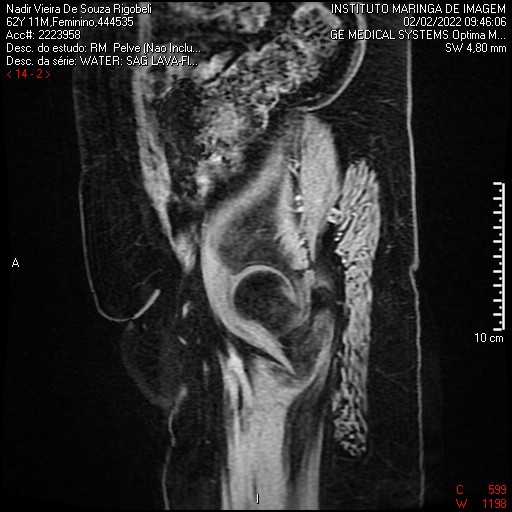 Nadir Vieira De Souza Rigobeli
62Y 11M,Feminino,444535
Acc#: 2223958
Desc. do estudo: RM Pelve (Nao Inclu...
Desc. da série: WATER: SAG LAVA-Fl...
< 14 - 2 >
INSTITUTO MARINGA DE IMAGEM
02/02/2022 09:46:06
GE MEDICAL SYSTEMS Optima M...
SW 4,80 mm
A
10 cm
I
C 599
W 1198